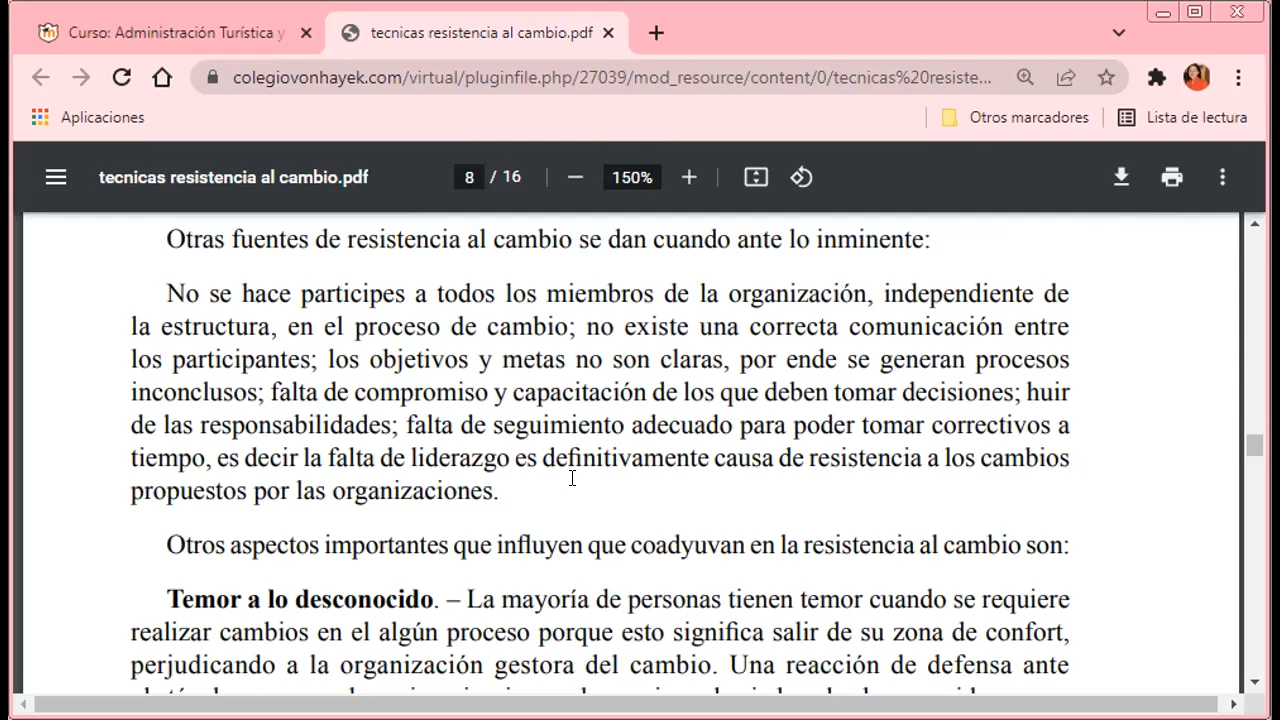 Curso: Administración Turística y
tecnicas resistencia al cambio.pdf
colegiovonhayek.com/virtual/pluginfile.php/27039/mod_resource/content/0/tecnicas%20resiste...
Aplicaciones
Otros marcadores
Lista de lectura
tecnicas resistencia al cambio.pdf
8 / 16
150%
Otras fuentes de resistencia al cambio se dan cuando ante lo inminente:
No se hace participes a todos los miembros de la organización, independiente de
la estructura, en el proceso de cambio; no existe una correcta comunicación entre
los participantes; los objetivos y metas no son claras, por ende se generan procesos
inconclusos; falta de compromiso y capacitación de los que deben tomar decisiones; huir
de las responsabilidades; falta de seguimiento adecuado para poder tomar correctivos a
tiempo, es decir la falta de liderazgo es definitivamente causa de resistencia a los cambios
propuestos por las organizaciones.
Otros aspectos importantes que influyen que coadyuvan en la resistencia al cambio son:
Temor a lo desconocido. – La mayoría de personas tienen temor cuando se requiere
realizar cambios en el algún proceso porque esto significa salir de su zona de confort,
perjudicando a la organización gestora del cambio. Una reacción de defensa ante